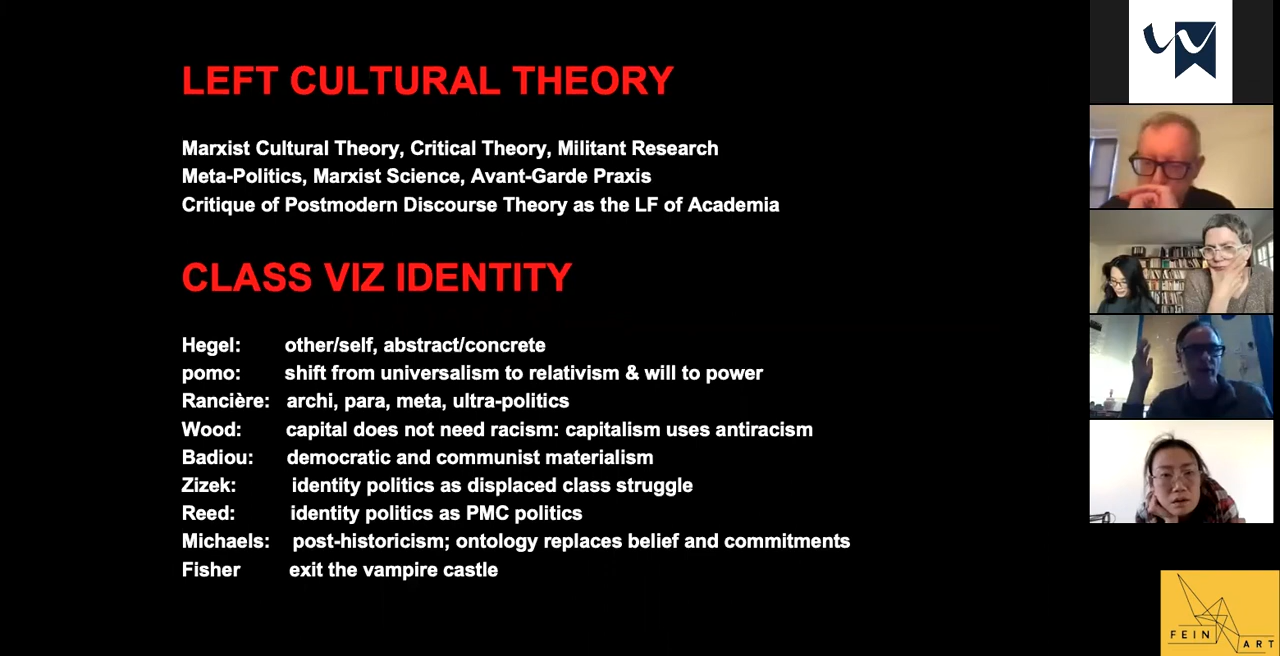 LEFT CULTURAL THEORY
Marxist Cultural Theory, Critical Theory, Militant Research
Meta-Politics, Marxist Science, Avant-Garde Praxis
Critique of Postmodern Discourse Theory as the LF of Academia
CLASS VIZ IDENTITY
Hegel: other/self, abstract/concrete
pomo: shift from universalism to relativism & will to power
Rancière: archi, para, meta, ultra-politics
Wood: capital does not need racism: capitalism uses antiracism
Badiou: democratic and communist materialism
Zizek: identity politics as displaced class struggle
Reed: identity politics as PMC politics
Michaels: post-historicism; ontology replaces belief and commitments
Fisher exit the vampire castle
FEIN
ART